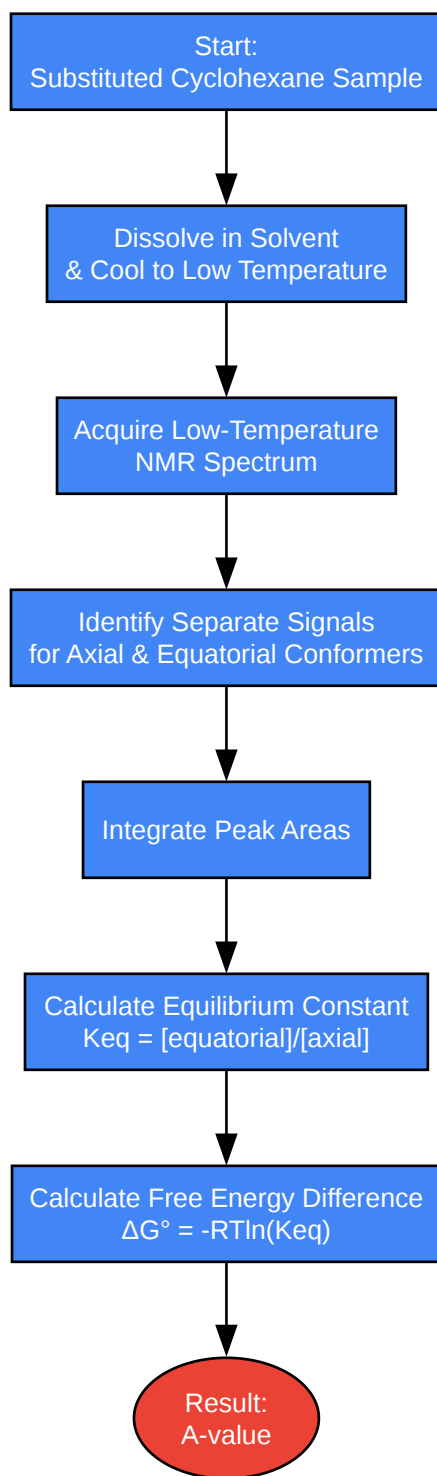 Start:
Substituted Cyclohexane Sample
Dissolve in Solvent
& Cool to Low Temperature
Acquire Low-Temperature
NMR Spectrum
Identify Separate Signals
for Axial & Equatorial Conformers
Integrate Peak Areas
Calculate Equilibrium Constant
Keq = [equatorial]/[axial]
Calculate Free Energy Difference
ΔG° = -RTln(Keq)
Result:
A-value